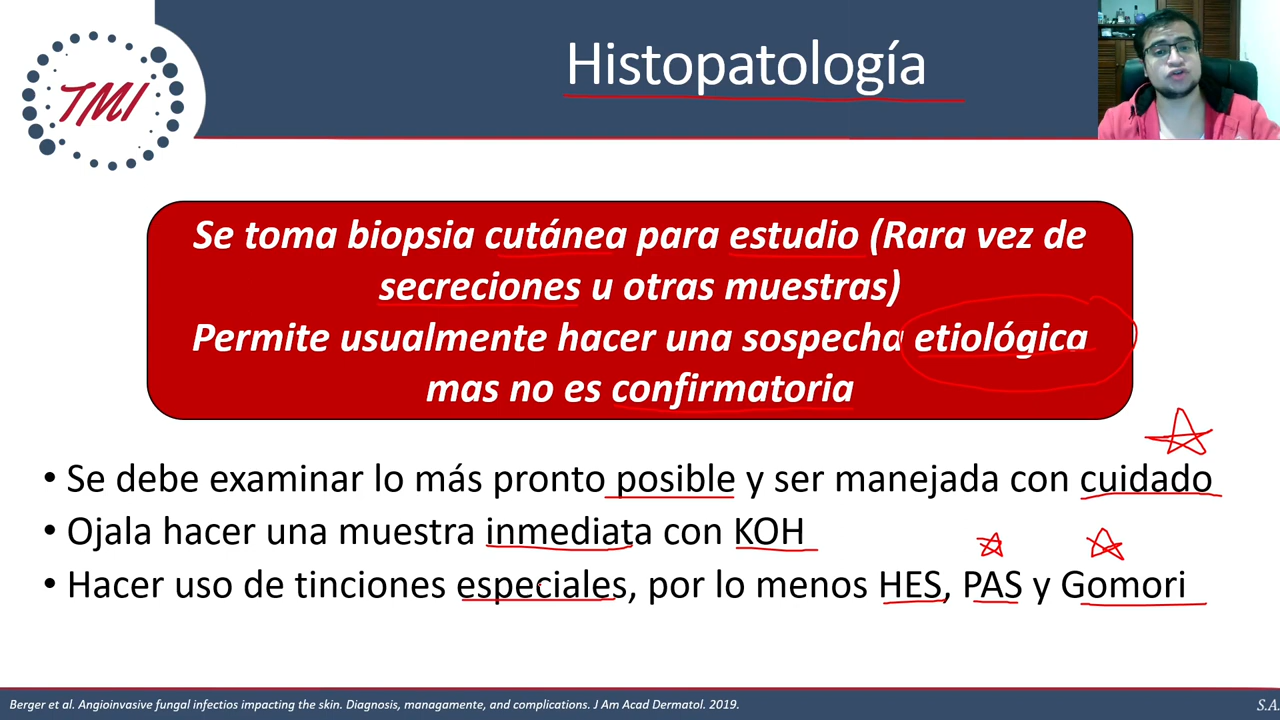 TMI
Histopatología
Se toma biopsia cutánea para estudio (Rara vez de
secreciones u otras muestras)
Permite usualmente hacer una sospecha etiológica
mas no es confirmatoria
• Se debe examinar lo más pronto posible y ser manejada con cuidado
• Ojala hacer una muestra inmediata con KOH
• Hacer uso de tinciones especiales, por lo menos HES, PAS y Gomori
Berger et al. Angioinvasive fungal infectios impacting the skin. Diagnosis, managamente, and complications. J Am Acad Dermatol. 2019.
S.A.